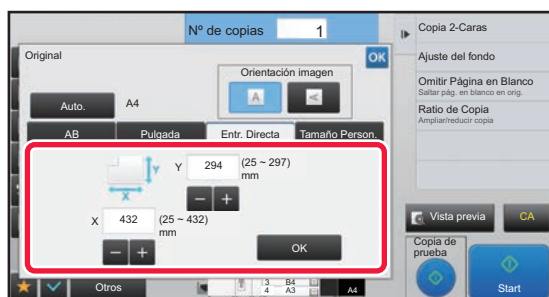 Nº de copias 1
Original
OK
Orientación imagen
Auto.
A4
A
A
AB
Pulgada
Entr. Directa
Tamaño Person.
Y
Y 294 (25 ~ 297)
mm
X
X 432 (25 ~ 432)
mm
OK
Otros
3 B4
4 A3
A4
Copia 2-Caras
Ajuste del fondo
Omitir Página en Blanco
Saltar pág. en blanco en orig.
Ratio de Copia
Ampliar/reducir copia
Vista previa
CA
Copia de
prueba
Start